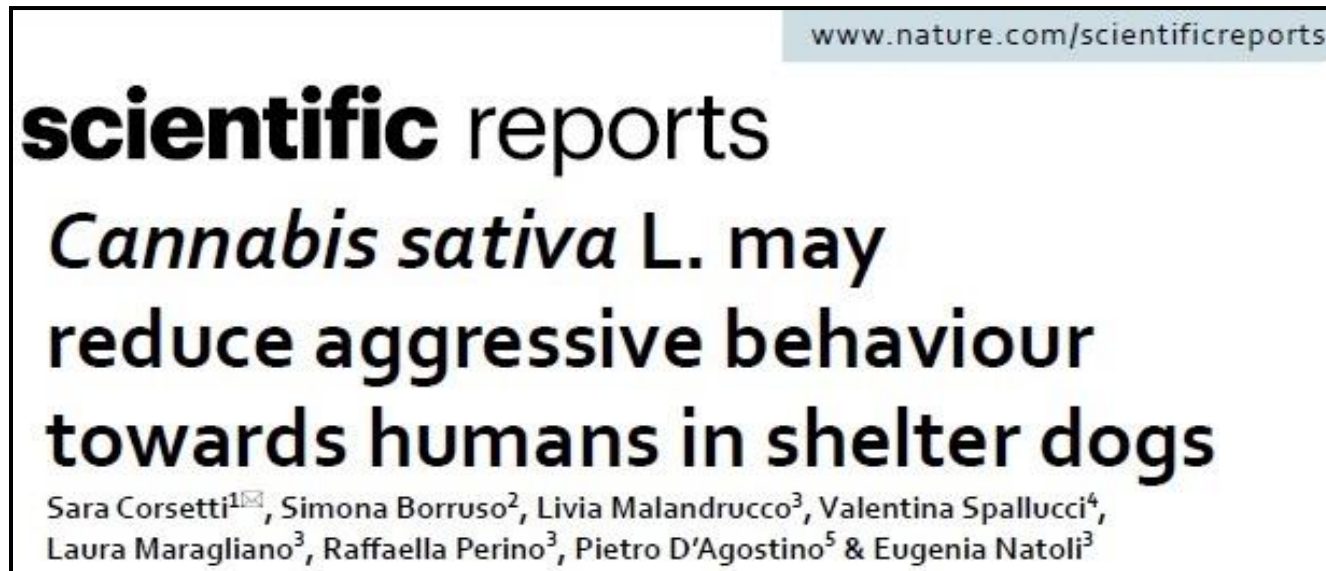 www.nature.com/scientificreports
scientific reports
Cannabis sativa L. may
reduce aggressive behaviour
towards humans in shelter dogs
Sara Corsetti¹✉, Simona Borruso², Livia Malandrucco³, Valentina Spallucci⁴,
Laura Maragliano³, Raffaella Perino³, Pietro D’Agostino⁵ & Eugenia Natoli³